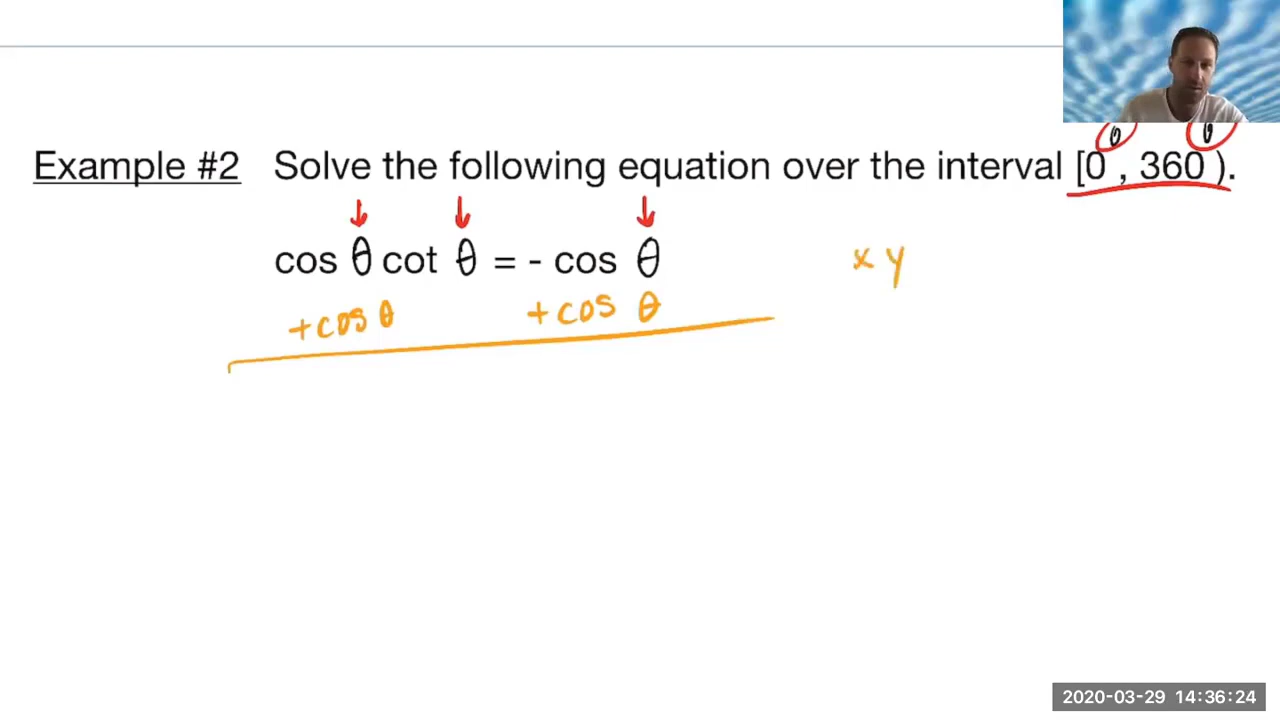 Example #2 Solve the following equation over the interval [0°, 360°).
cos θ cot θ = - cos θ
x y
+cos θ +cos θ
2020-03-29 14:36:24